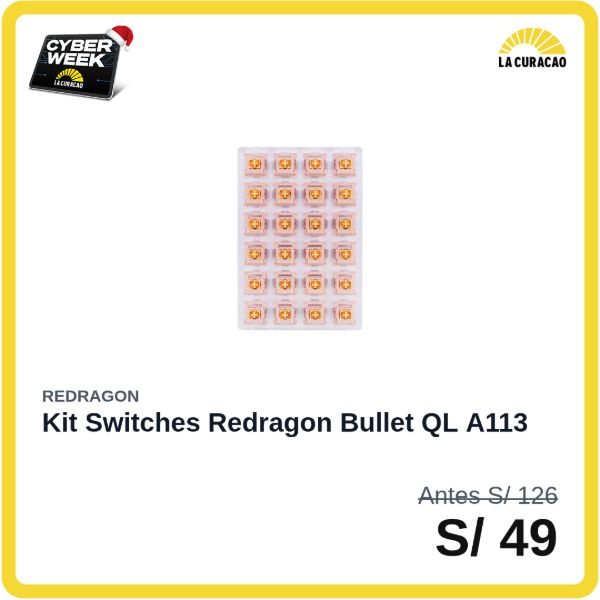 CYBER
WEEK
LA CURACAO
LA CURACAO
REDRAGON
Kit Switches Redragon Bullet QL A113
Antes S/ 126
S/ 49